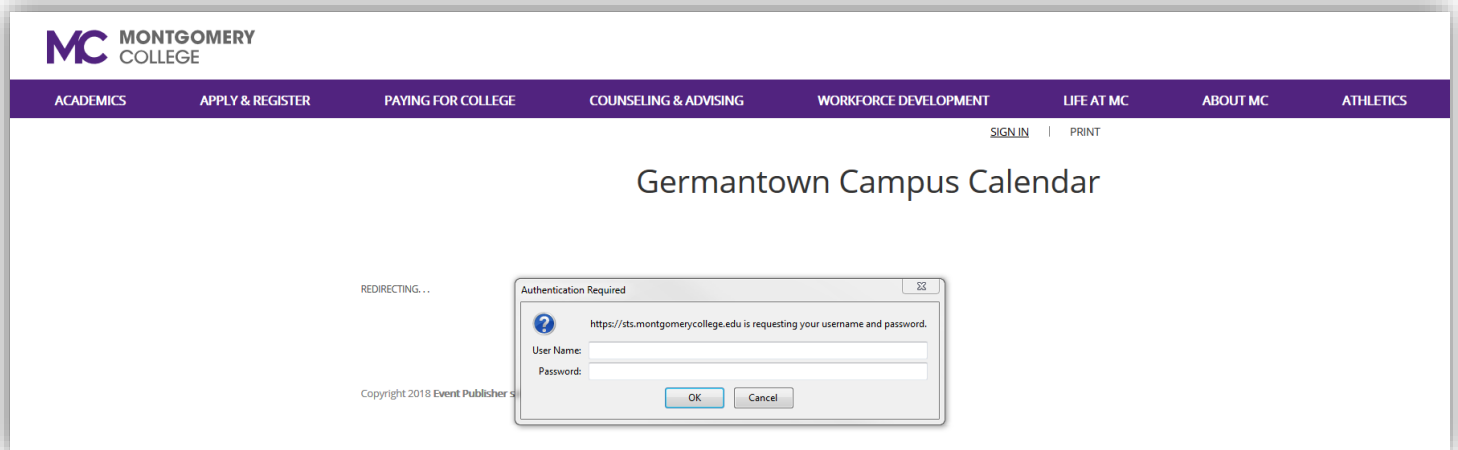 MC MONTGOMERY
COLLEGE
ACADEMICS APPLY & REGISTER PAYING FOR COLLEGE COUNSELING & ADVISING WORKFORCE DEVELOPMENT LIFE AT MC ABOUT MC ATHLETICS
SIGN IN | PRINT
Germantown Campus Calendar
REDIRECTING...
Authentication Required
https://sts.montgomerycollege.edu is requesting your username and password.
User Name:
Password:
OK Cancel
Copyright 2018 Event Publisher